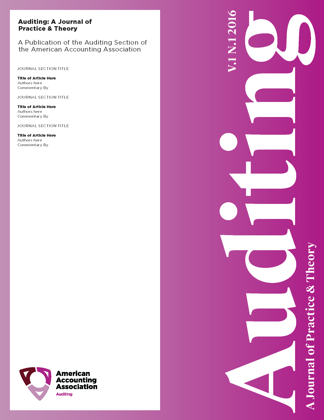 Auditing: A Journal of
Practice & Theory
A Publication of the Auditing Section of
the American Accounting Association
JOURNAL SECTION TITLE
Title of Article Here
Authors here
Commentary By
JOURNAL SECTION TITLE
Title of Article Here
Authors here
Commentary By
JOURNAL SECTION TITLE
Title of Article Here
Authors here
Commentary By
American
Accounting
Association
Auditing
V.1 N.1 2016
Auditing
A Journal of Practice & Theory